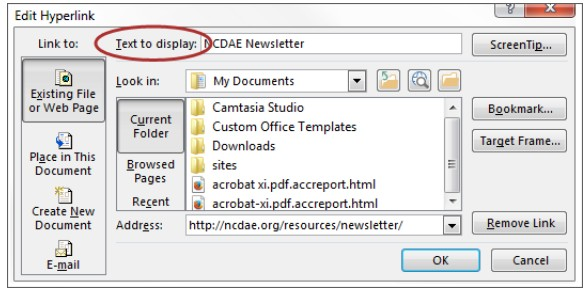 Edit Hyperlink
Link to:
Text to display: NCDAE Newsletter
ScreenTip...
Existing File
or Web Page
Place in This
Document
Create New
Document
E-mail
Look in:
My Documents
Current
Folder
Browsed
Pages
Recent
Camtasia Studio
Custom Office Templates
Downloads
sites
acrobat xi.pdf.accreport.html
acrobat-xi.pdf.accreport.html
Address:
http://ncdae.org/resources/newsletter/
Bookmark...
Target Frame...
Remove Link
OK
Cancel